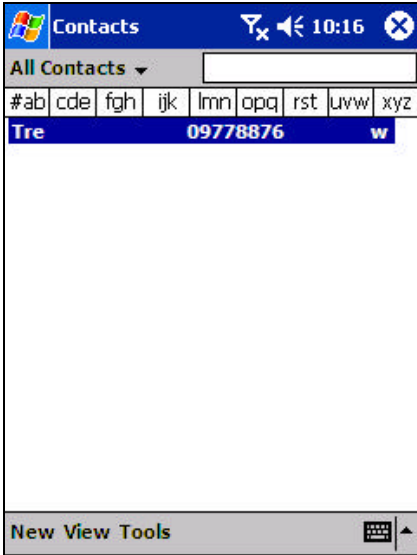 Contacts 10:16
All Contacts
#ab cde fgh ijk lmn opq rst uvw xyz
Tre 09778876 w
New View Tools